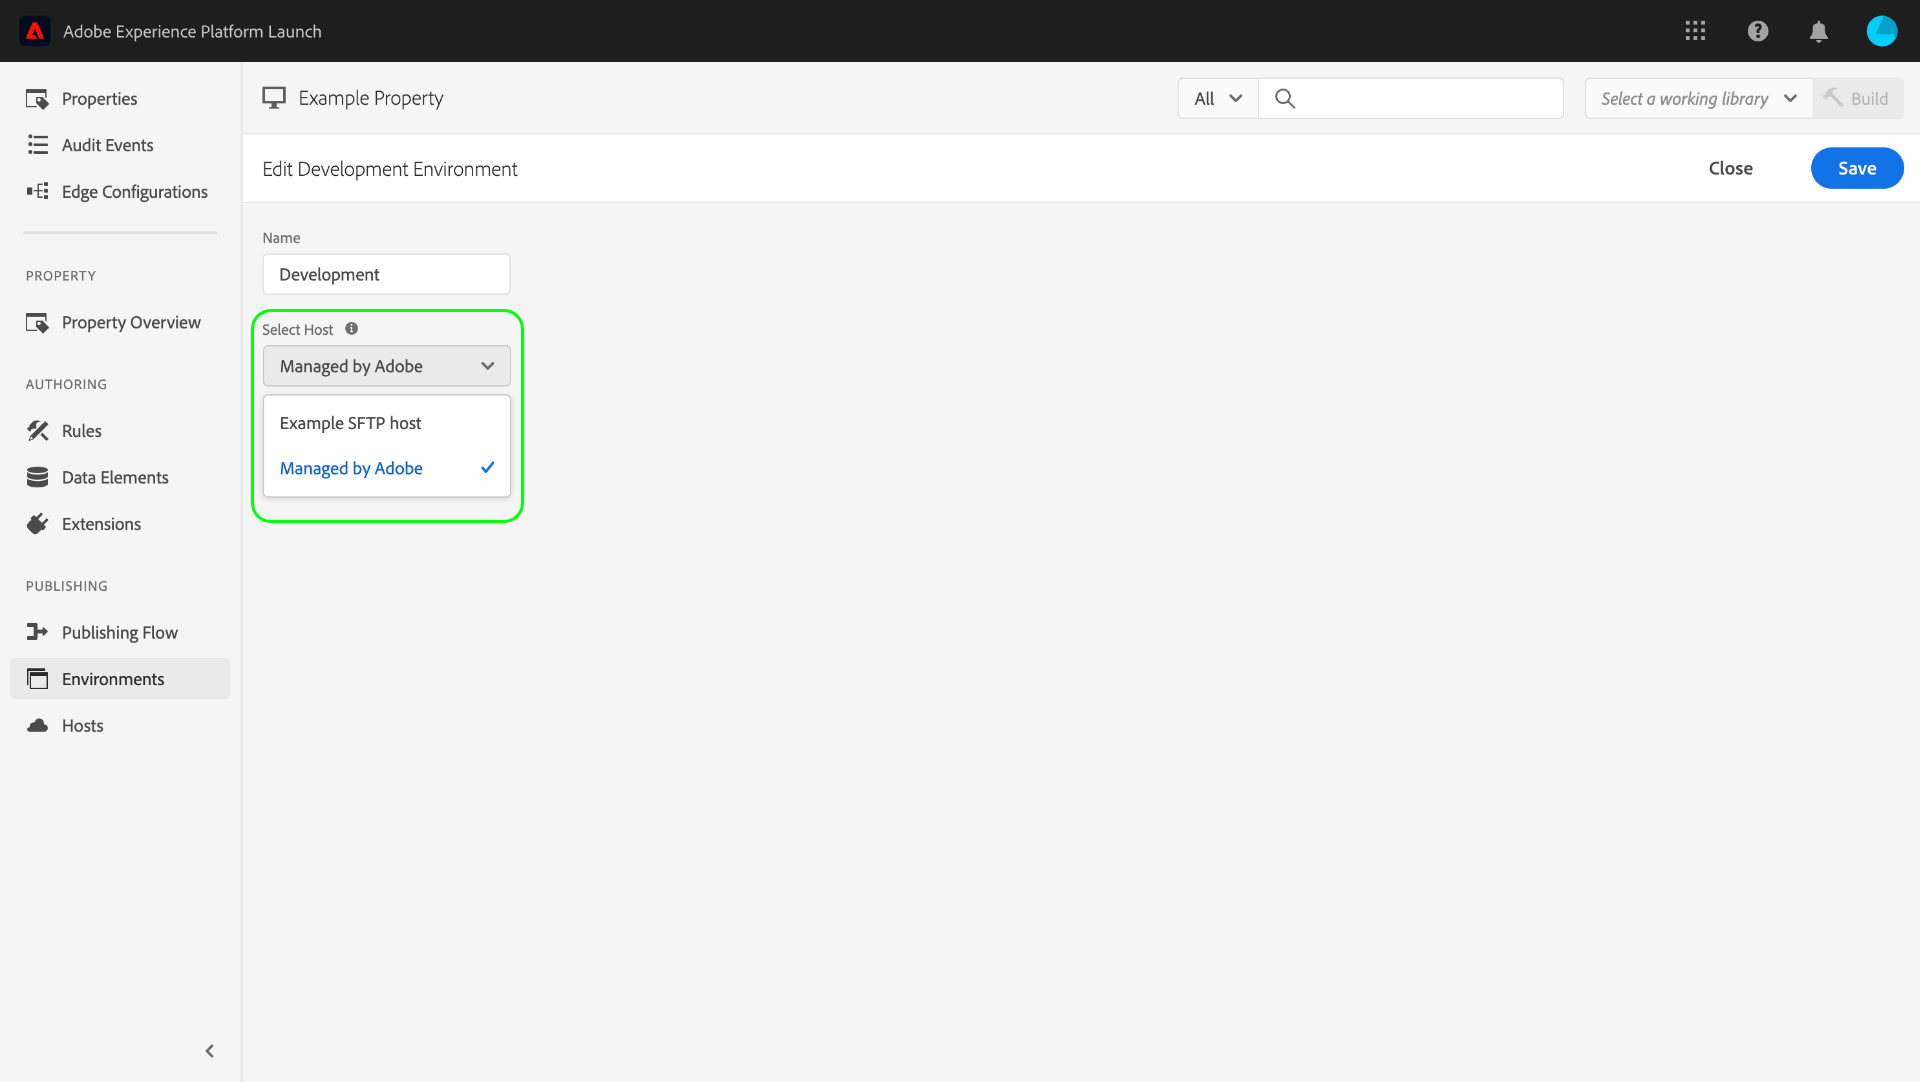 Adobe Experience Platform Launch
Properties
Audit Events
Edge Configurations
PROPERTY
Property Overview
AUTHORING
Rules
Data Elements
Extensions
PUBLISHING
Publishing Flow
Environments
Hosts
Example Property
All
Select a working library
Build
Edit Development Environment
Close
Save
Name
Development
Select Host
Managed by Adobe
Example SFTP host
Managed by Adobe